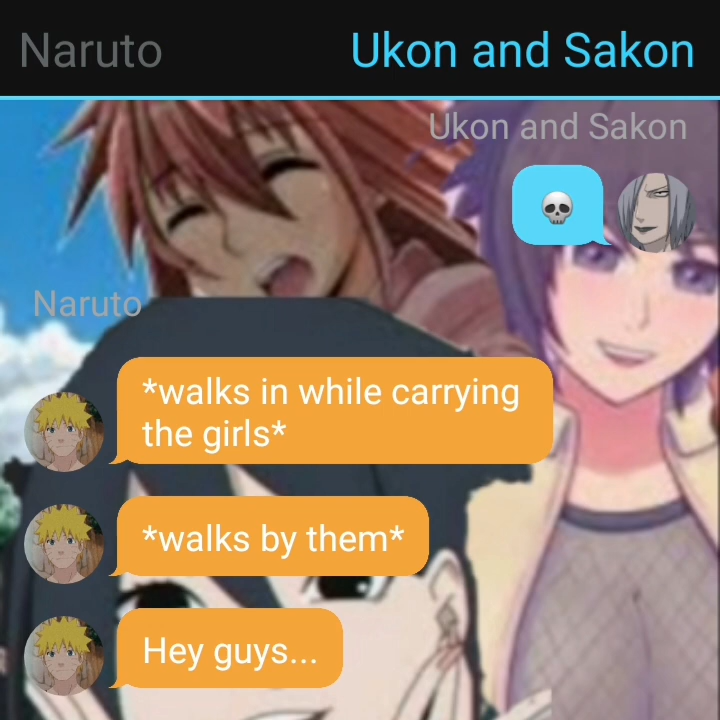 Naruto
Ukon and Sakon
Ukon and Sakon
💀
Naruto
*walks in while carrying
the girls*
*walks by them*
Hey guys...